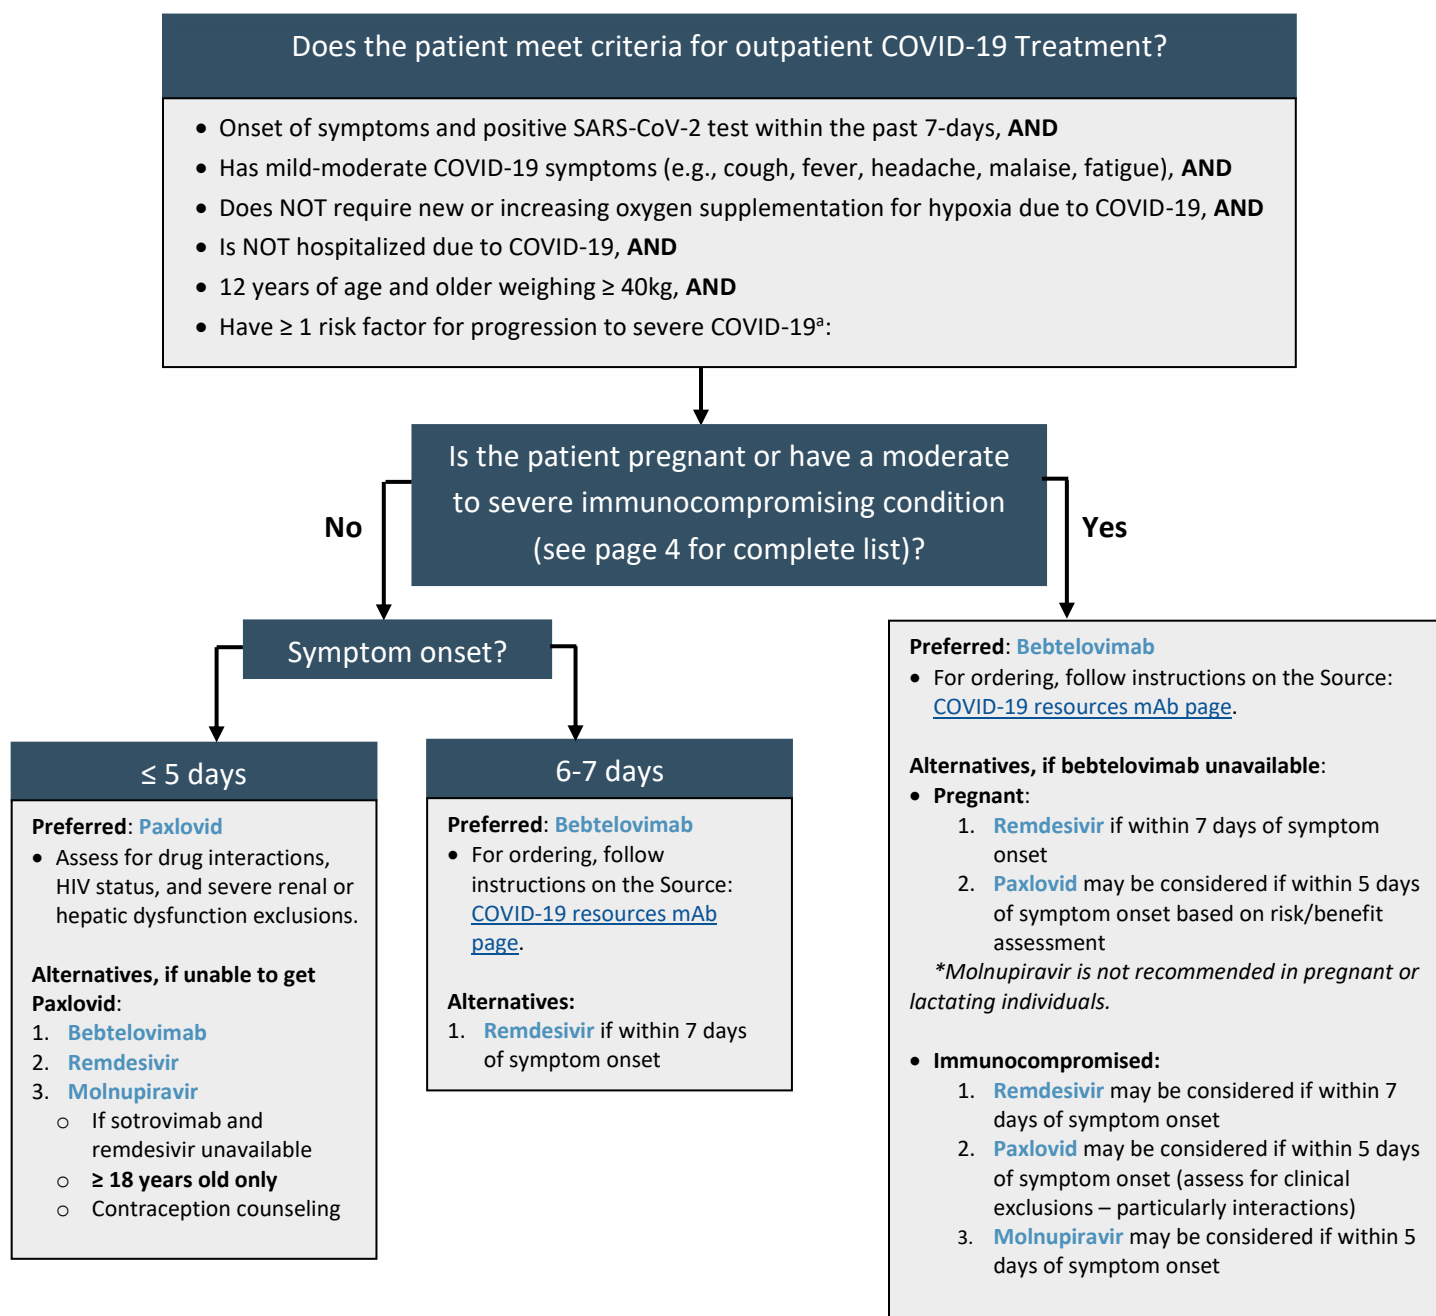 Does the patient meet criteria for outpatient COVID-19 Treatment?
• Onset of symptoms and positive SARS-CoV-2 test within the past 7-days, AND
• Has mild-moderate COVID-19 symptoms (e.g., cough, fever, headache, malaise, fatigue), AND
• Does NOT require new or increasing oxygen supplementation for hypoxia due to COVID-19, AND
• Is NOT hospitalized due to COVID-19, AND
• 12 years of age and older weighing ≥ 40kg, AND
• Have ≥ 1 risk factor for progression to severe COVID-19ᵃ:
Is the patient pregnant or have a moderate
to severe immunocompromising condition
(see page 4 for complete list)?
No
Yes
Symptom onset?
≤ 5 days
Preferred: Paxlovid
• Assess for drug interactions,
HIV status, and severe renal or
hepatic dysfunction exclusions.
Alternatives, if unable to get
Paxlovid:
1. Bebtelovimab
2. Remdesivir
3. Molnupiravir
o If sotrovimab and
remdesivir unavailable
o ≥ 18 years old only
o Contraception counseling
6-7 days
Preferred: Bebtelovimab
• For ordering, follow
instructions on the Source:
COVID-19 resources mAb
page.
Alternatives:
1. Remdesivir if within 7 days
of symptom onset
Preferred: Bebtelovimab
• For ordering, follow instructions on the Source:
COVID-19 resources mAb page.
Alternatives, if bebtelovimab unavailable:
• Pregnant:
1. Remdesivir if within 7 days of symptom
onset
2. Paxlovid may be considered if within 5 days
of symptom onset based on risk/benefit
assessment
*Molnupiravir is not recommended in pregnant or
lactating individuals.
• Immunocompromised:
1. Remdesivir may be considered if within 7
days of symptom onset
2. Paxlovid may be considered if within 5 days
of symptom onset (assess for clinical
exclusions – particularly interactions)
3. Molnupiravir may be considered if within 5
days of symptom onset